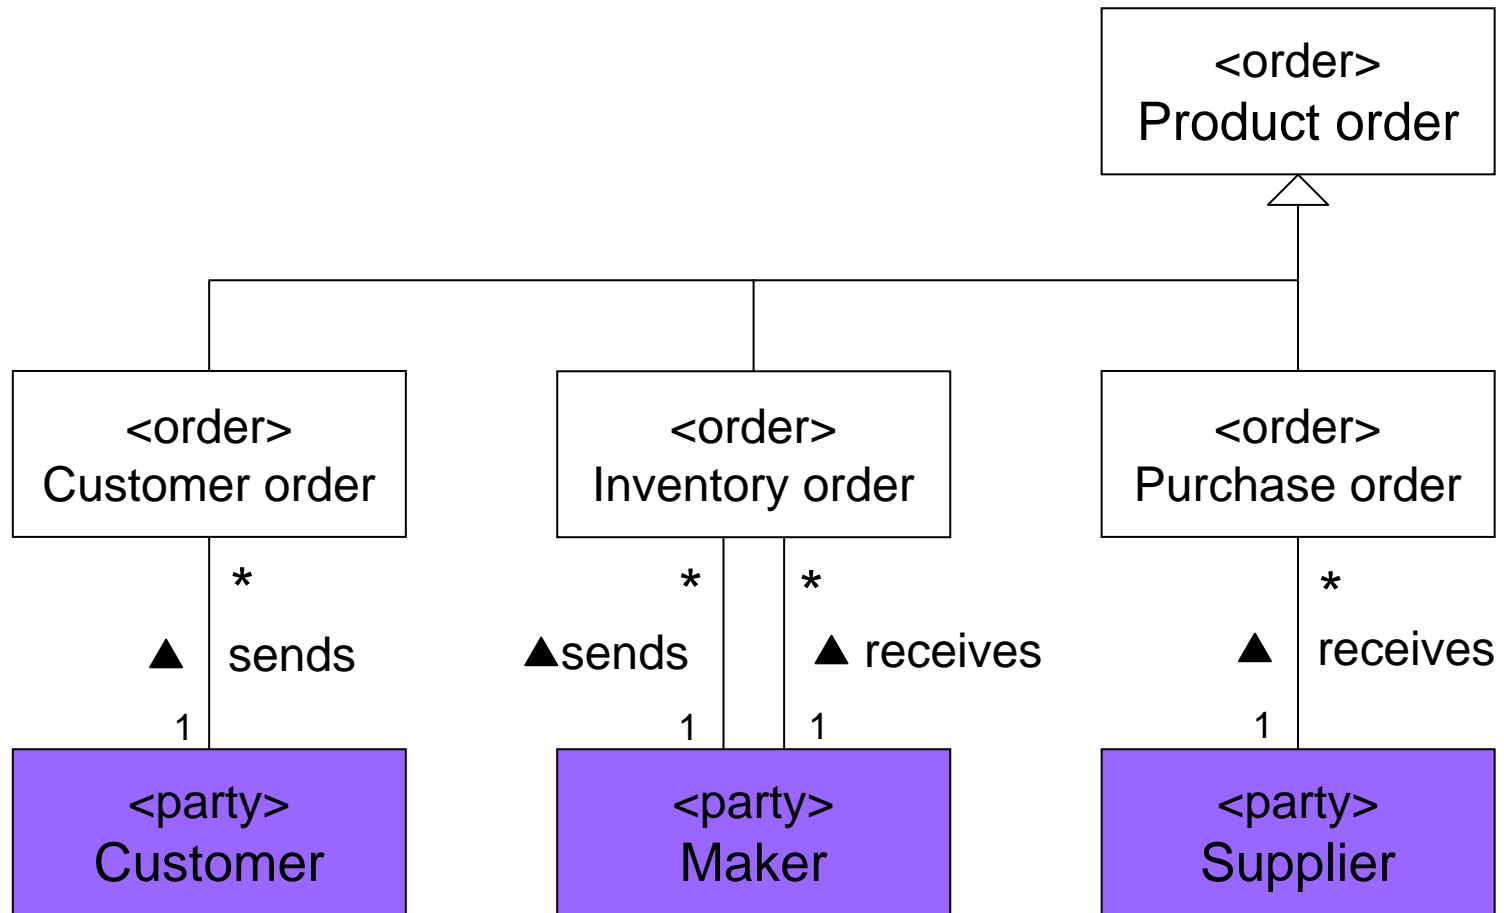 <order>
Product order
<order>
Customer order
<order>
Inventory order
<order>
Purchase order
* * * *
▲ sends ▲sends ▲ receives ▲ receives
1 1 1 1
<party>
Customer
<party>
Maker
<party>
Supplier